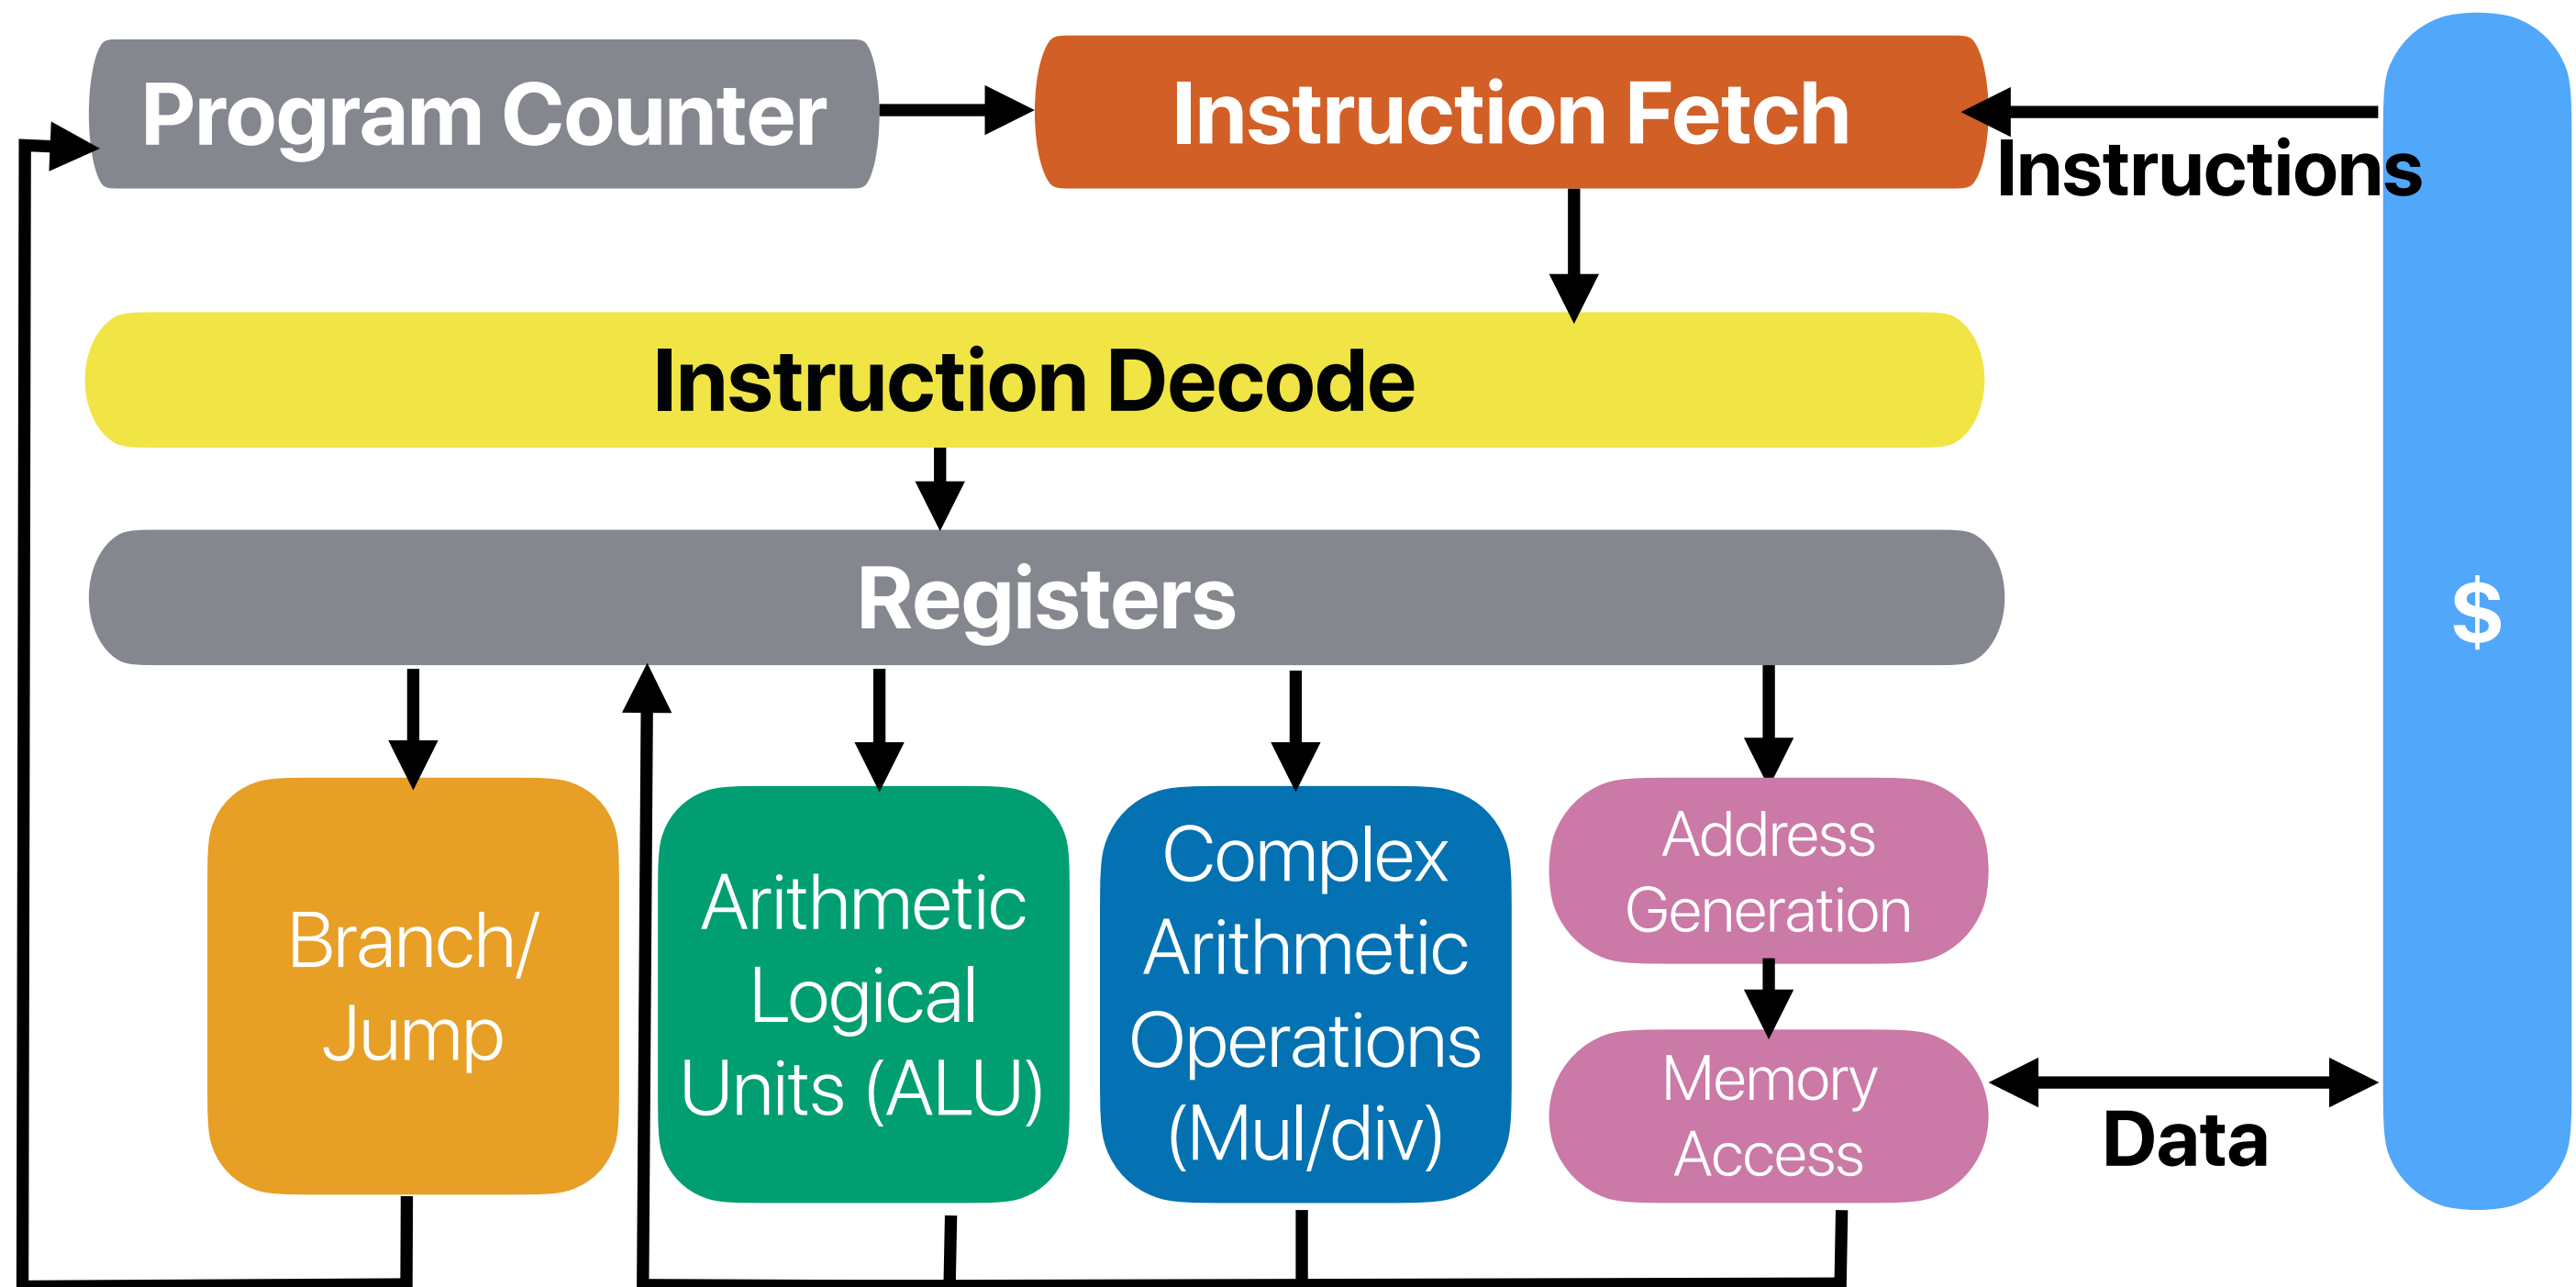 Program Counter
Instruction Fetch
Instructions
Instruction Decode
Registers
$
Branch/
Jump
Arithmetic
Logical
Units (ALU)
Complex
Arithmetic
Operations
(Mul/div)
Address
Generation
Memory
Access
Data